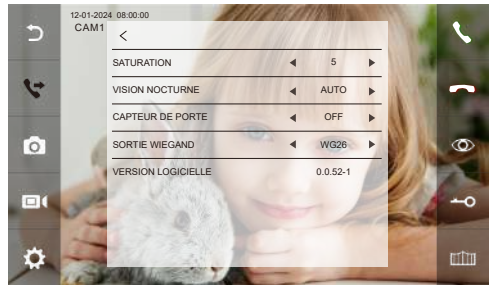 12-01-2024 08:00:00
CAM1
SATURATION 5
VISION NOCTURNE AUTO
CAPTEUR DE PORTE OFF
SORTIE WIEGAND WG26
VERSION LOGICIELLE 0.0.52-1